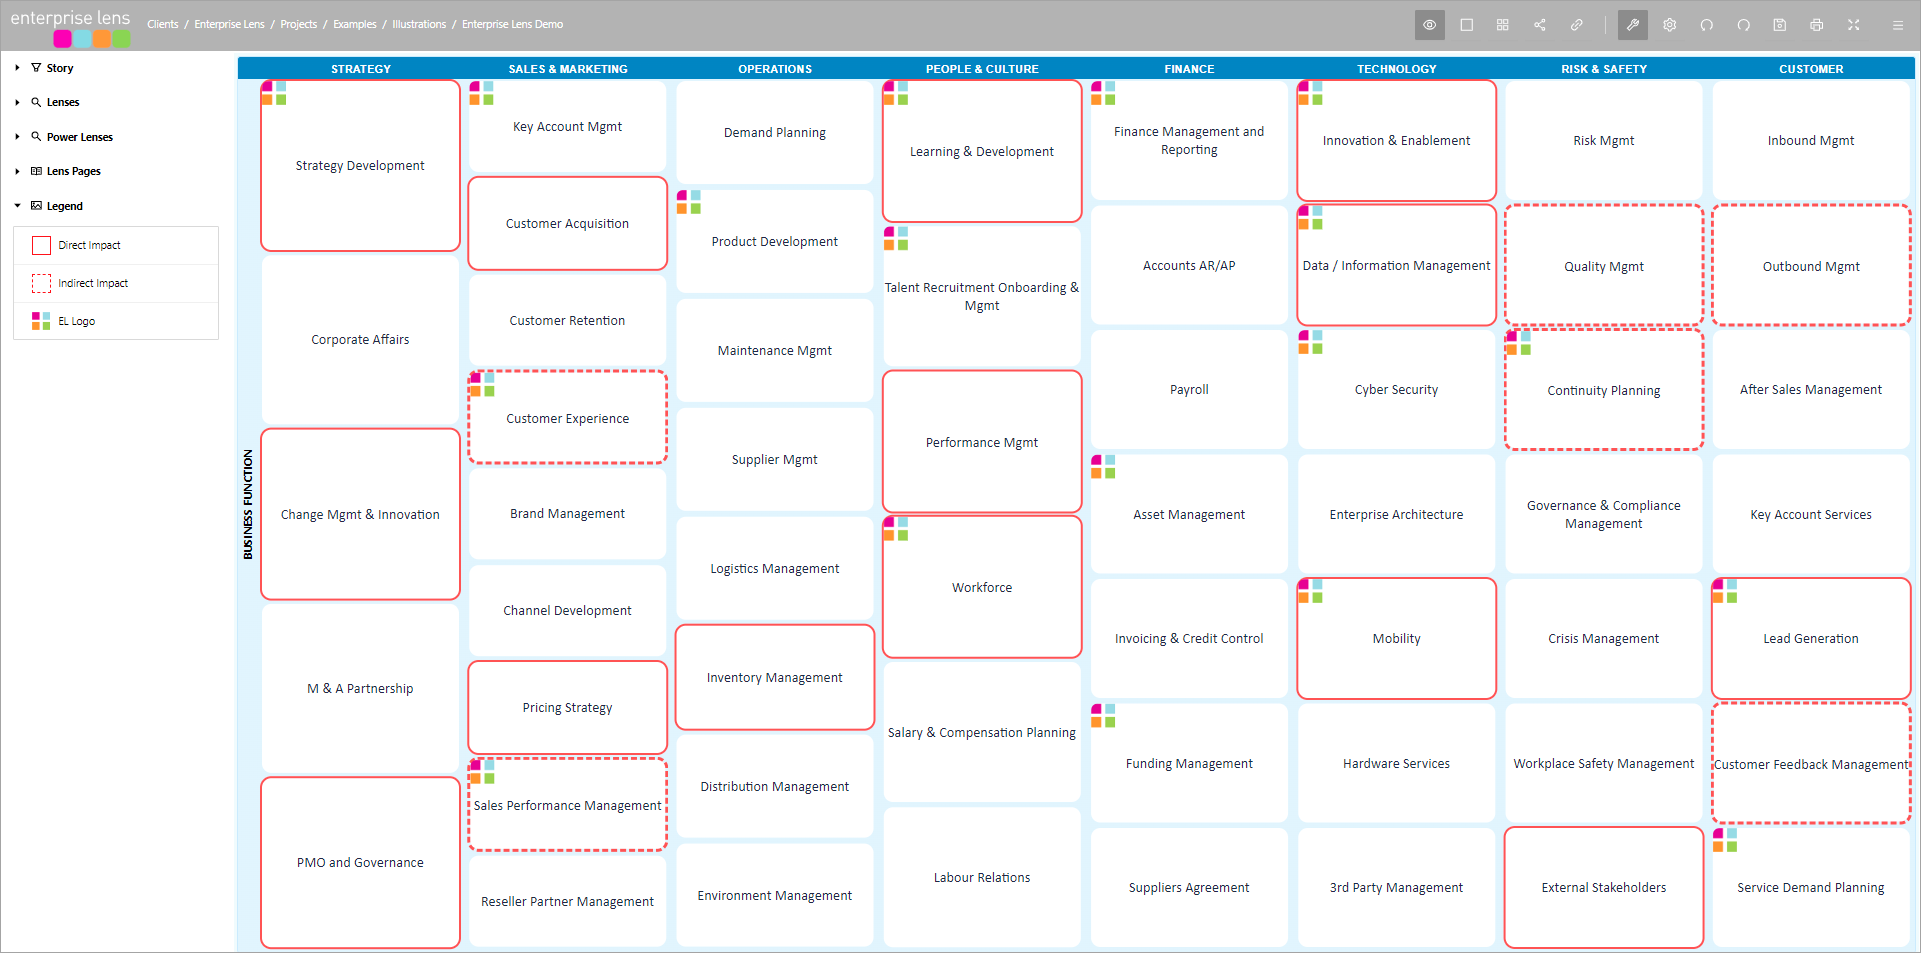 enterprise lens
Clients / Enterprise Lens / Projects / Examples / Illustrations / Enterprise Lens Demo
Story
Lenses
Power Lenses
Lens Pages
Legend
Direct Impact
Indirect Impact
EL Logo
BUSINESS FUNCTION
STRATEGY
Strategy Development
Corporate Affairs
Change Mgmt & Innovation
M & A Partnership
PMO and Governance
SALES & MARKETING
Key Account Mgmt
Customer Acquisition
Customer Retention
Customer Experience
Brand Management
Channel Development
Pricing Strategy
Sales Performance Management
Reseller Partner Management
OPERATIONS
Demand Planning
Product Development
Maintenance Mgmt
Supplier Mgmt
Logistics Management
Inventory Management
Distribution Management
Environment Management
PEOPLE & CULTURE
Learning & Development
Talent Recruitment Onboarding &
Mgmt
Performance Mgmt
Workforce
Salary & Compensation Planning
Labour Relations
FINANCE
Finance Management and
Reporting
Accounts AR/AP
Payroll
Asset Management
Invoicing & Credit Control
Funding Management
Suppliers Agreement
TECHNOLOGY
Innovation & Enablement
Data / Information Management
Cyber Security
Enterprise Architecture
Mobility
Hardware Services
3rd Party Management
RISK & SAFETY
Risk Mgmt
Quality Mgmt
Continuity Planning
Governance & Compliance
Management
Crisis Management
Workplace Safety Management
External Stakeholders
CUSTOMER
Inbound Mgmt
Outbound Mgmt
After Sales Management
Key Account Services
Lead Generation
Customer Feedback Management
Service Demand Planning